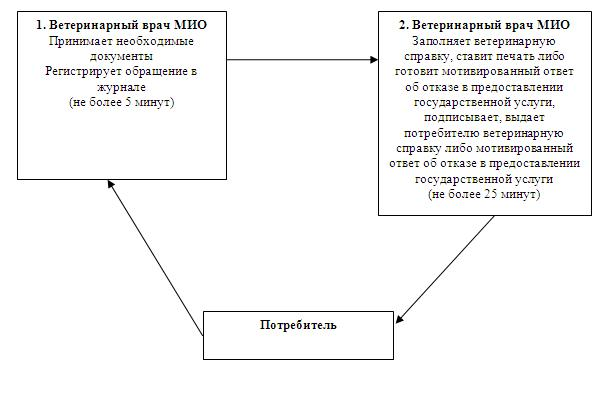 1. Ветеринарный врач МИО
Принимает необходимые
документы
Регистрирует обращение в
журнале
(не более 5 минут)
2. Ветеринарный врач МИО
Заполняет ветеринарную
справку, ставит печать либо
готовит мотивированный ответ
об отказе в предоставлении
государственной услуги,
подписывает, выдает
потребителю ветеринарную
справку либо мотивированный
ответ об отказе в предоставлении
государственной услуги
(не более 25 минут)
Потребитель